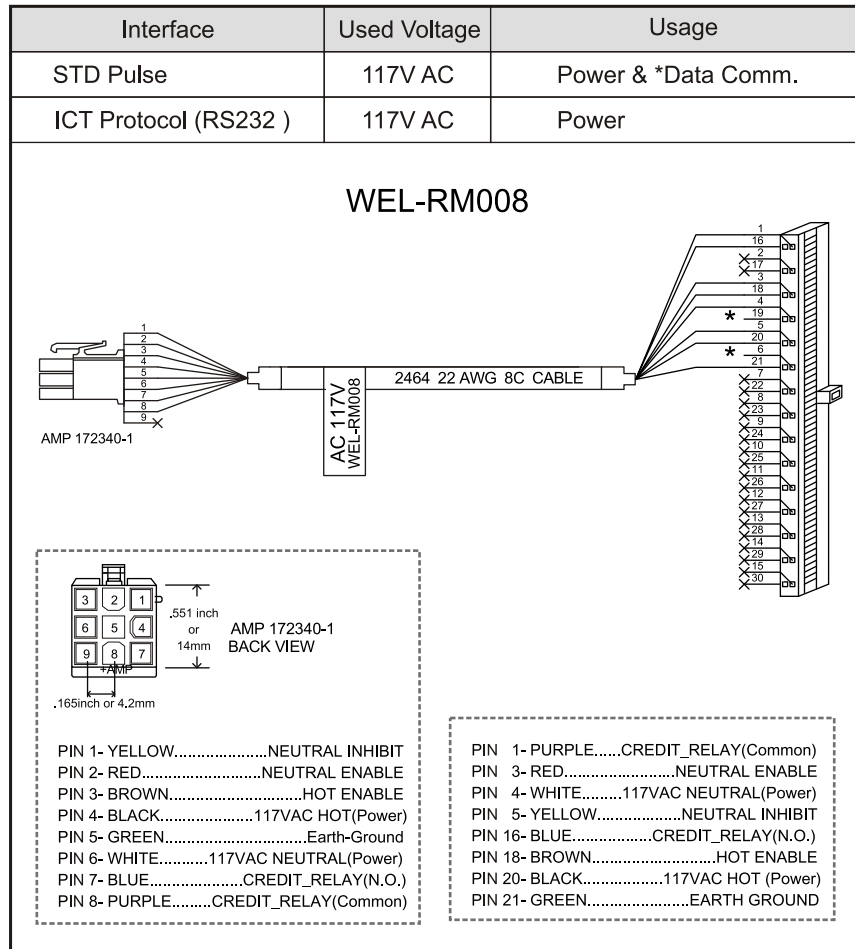 Interface Used Voltage Usage
STD Pulse 117V AC Power & *Data Comm.
ICT Protocol (RS232 ) 117V AC Power
WEL-RM008
1
2
3
4
5
6
7
8
9
AMP 172340-1
AC 117V
WEL-RM008
2464 22 AWG 8C CABLE
1
16
2
17
3
18
4
* 19
5
20
* 6
21
7
22
8
23
9
24
10
25
11
26
12
27
13
28
14
29
15
30
3 2 1
6 5 4
9 8 7
+AMP
.551 inch
or
14mm
AMP 172340-1
BACK VIEW
.165inch or 4.2mm
PIN 1- YELLOW......................NEUTRAL INHIBIT
PIN 2- RED............................NEUTRAL ENABLE
PIN 3- BROWN.......................HOT ENABLE
PIN 4- BLACK..................117VAC HOT(Power)
PIN 5- GREEN........................Earth-Ground
PIN 6- WHITE..........117VAC NEUTRAL(Power)
PIN 7- BLUE...................CREDIT_RELAY(N.O.)
PIN 8- PURPLE.......CREDIT_RELAY(Common)
PIN 1- PURPLE.....CREDIT_RELAY(Common)
PIN 3- RED.........................NEUTRAL ENABLE
PIN 4- WHITE......117VAC NEUTRAL(Power)
PIN 5- YELLOW...................NEUTRAL INHIBIT
PIN 16- BLUE................CREDIT_RELAY(N.O.)
PIN 18- BROWN.......................HOT ENABLE
PIN 20- BLACK...............117VAC HOT (Power)
PIN 21- GREEN..................EARTH GROUND